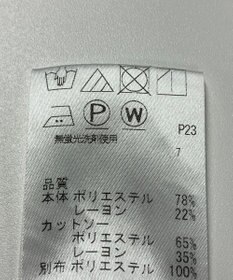 P W
P23
無蛍光洗剤使用
7
品質
本体 ポリエステル 78%
レーヨン 22%
カットソー
ポリエステル 65%
レーヨン 35%
別布 ポリエステル 100%